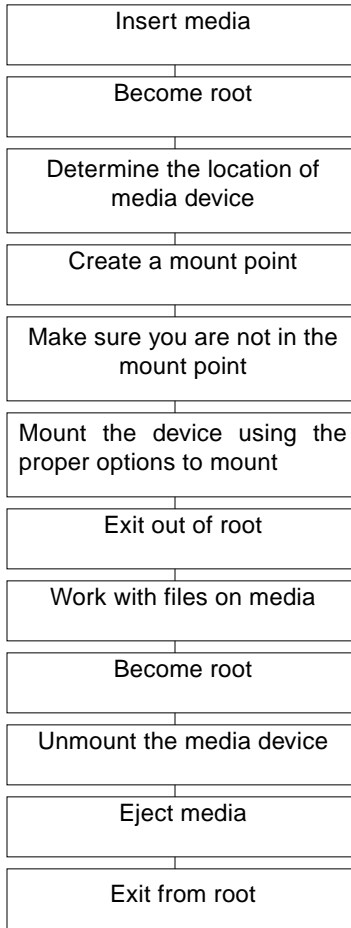 Insert media
Become root
Determine the location of
media device
Create a mount point
Make sure you are not in the
mount point
Mount the device using the
proper options to mount
Exit out of root
Work with files on media
Become root
Unmount the media device
Eject media
Exit from root